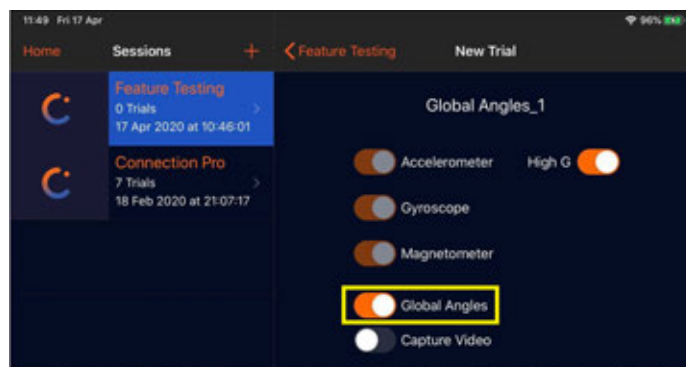 11:49 Fri 17 Apr
96%
Home
Sessions
+
Feature Testing
New Trial
Feature Testing
0 Trials
17 Apr 2020 at 10:46:01
Connection Pro
7 Trials
18 Feb 2020 at 21:07:17
Global Angles_1
Accelerometer
High G
Gyroscope
Magnetometer
Global Angles
Capture Video